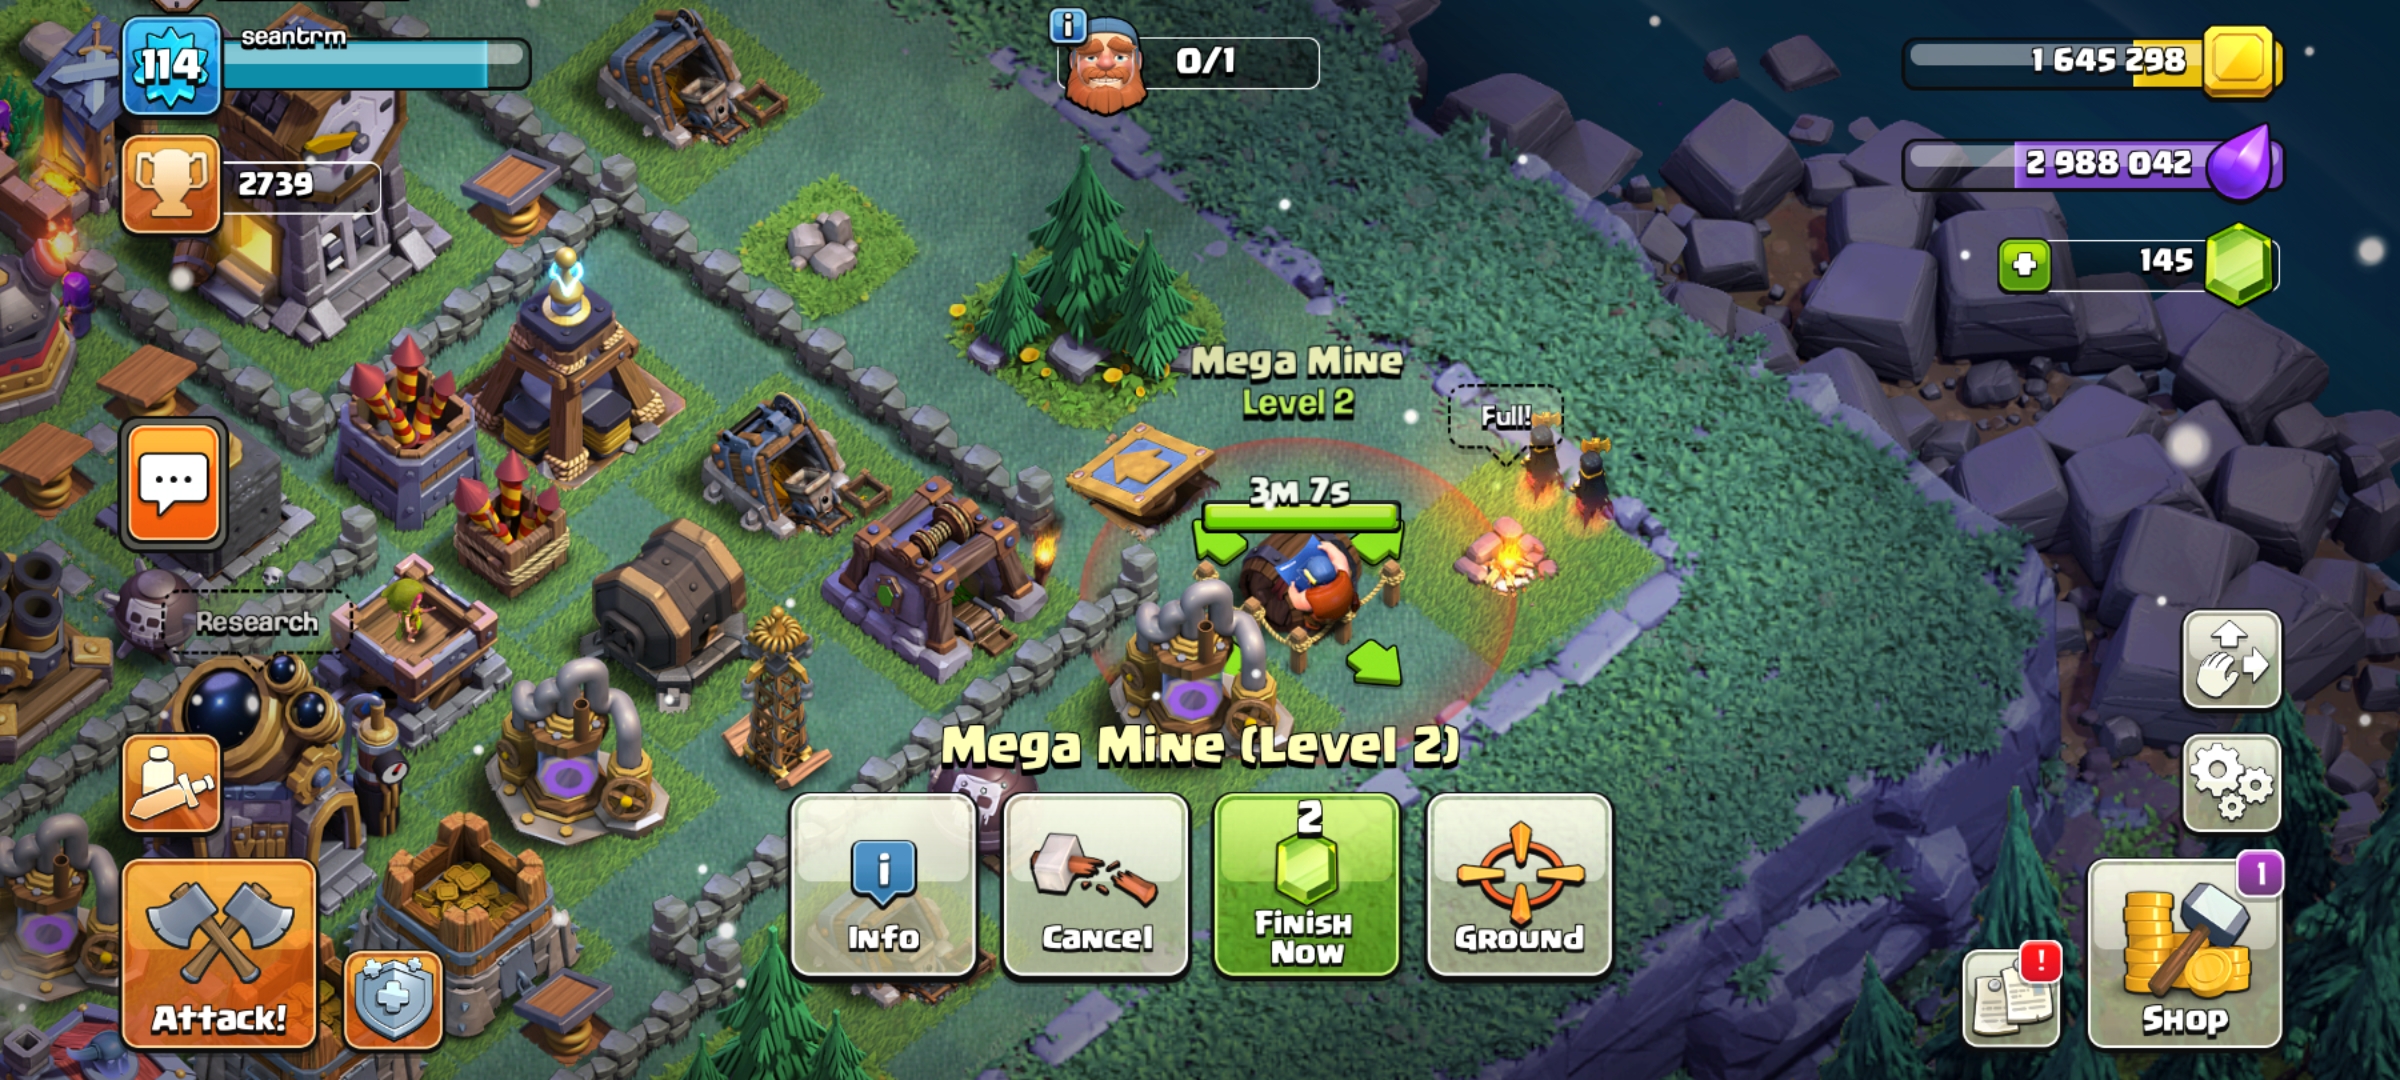 114
seantrm
0/1
1 645 298
2739
2 988 042
145
Mega Mine
Level 2
Full!
3M 7s
Research
Mega Mine (Level 2)
VIII
2
Info
Cancel
Finish
Now
Ground
1
Attack!
!
Shop